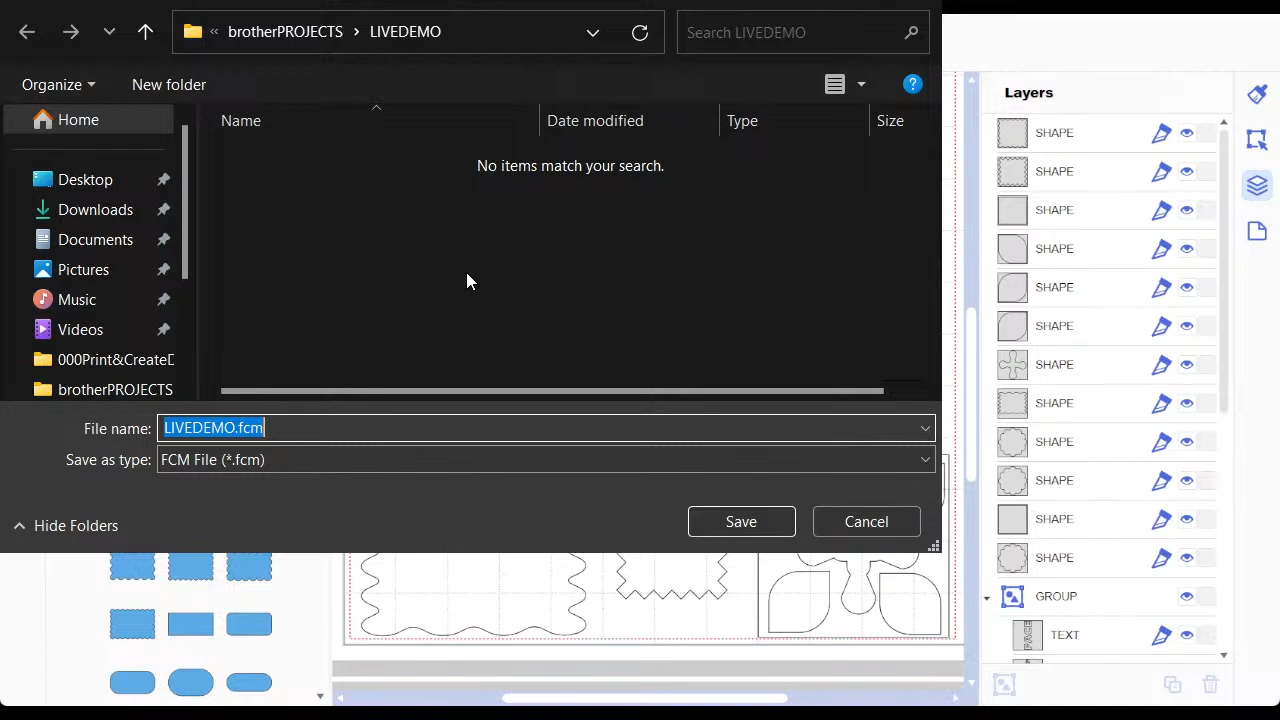 « brotherPROJECTS > LIVEDEMO
Search LIVEDEMO
Organize
New folder
?
Home
Desktop
Downloads
Documents
Pictures
Music
Videos
000Print&Created
brotherPROJECTS
Name
Date modified
Type
Size
No items match your search.
File name: LIVEDEMO.fcm
Save as type: FCM File (*.fcm)
Hide Folders
Save
Cancel
Layers
SHAPE
SHAPE
SHAPE
SHAPE
SHAPE
SHAPE
SHAPE
SHAPE
SHAPE
SHAPE
SHAPE
SHAPE
GROUP
FACE
TEXT